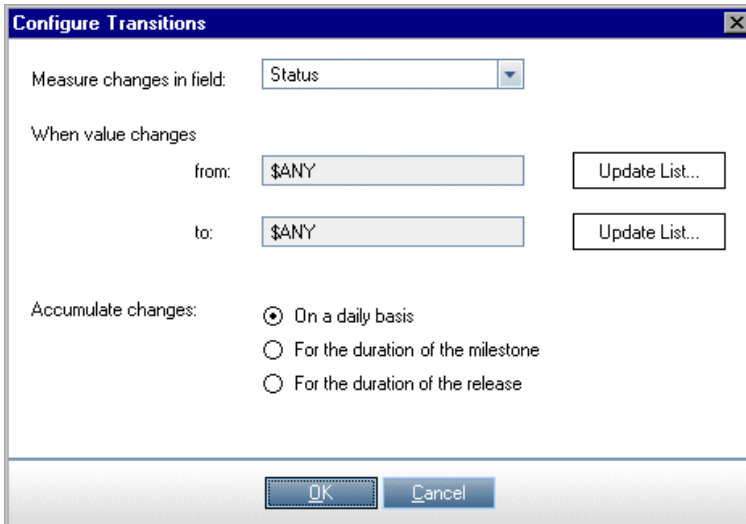 Configure Transitions
Measure changes in field: Status
When value changes
from: $ANY Update List...
to: $ANY Update List...
Accumulate changes: On a daily basis
For the duration of the milestone
For the duration of the release
OK Cancel